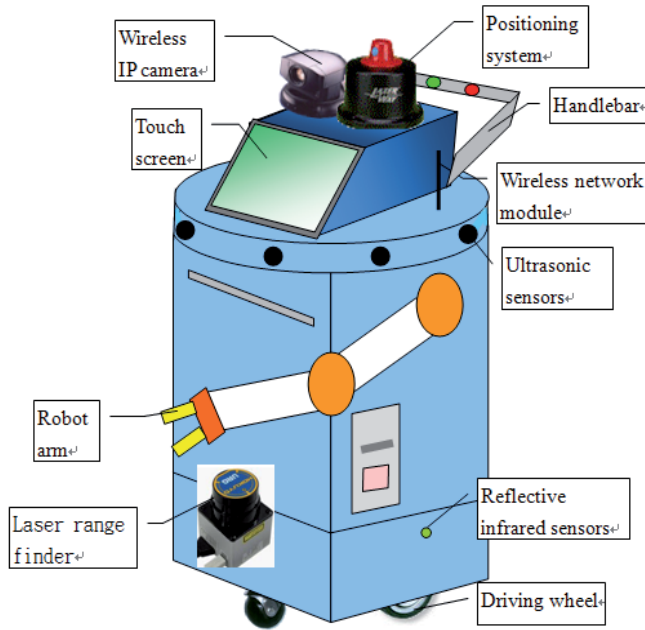 Wireless
IP camera
Positioning
system
Touch
screen
Handlebar
Wireless network
module
Ultrasonic
sensors
Robot
arm
Laser range
finder
Reflective
infrared sensors
Driving wheel